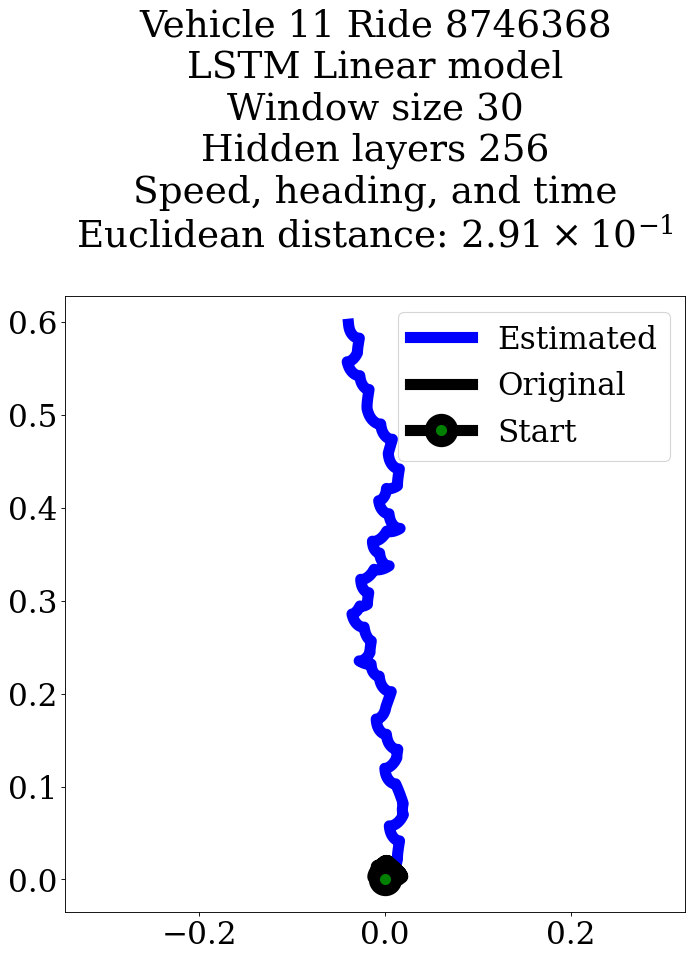 Vehicle 11 Ride 8746368
LSTM Linear model
Window size 30
Hidden layers 256
Speed, heading, and time
Euclidean distance: 2.91 × 10⁻¹
Estimated
Original
Start
0.6
0.5
0.4
0.3
0.2
0.1
0.0
−0.2 0.0 0.2